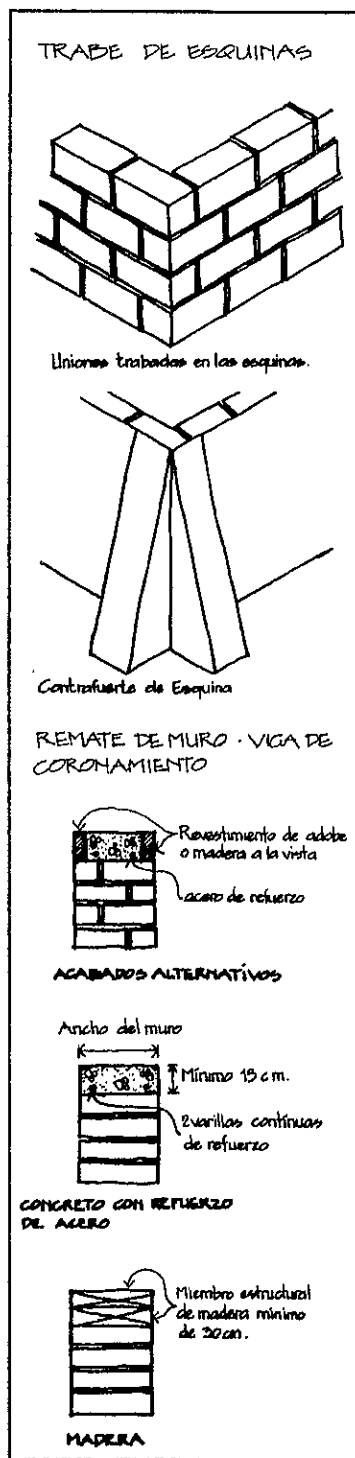 TRABE DE ESQUINAS
Uniones trabadas en las esquinas.
Contrafuerte de Esquina
REMATE DE MURO · VIGA DE
CORONAMIENTO
Revestimiento de adobe
o madera a la vista
acero de refuerzo
ACABADOS ALTERNATIVOS
Ancho del muro
Mínimo 15 cm.
2 varillas contínuas
de refuerzo
CONCRETO CON REFUERZO
DE ACERO
Miembro estructural
de madera mínimo
de 30 cm.
MADERA